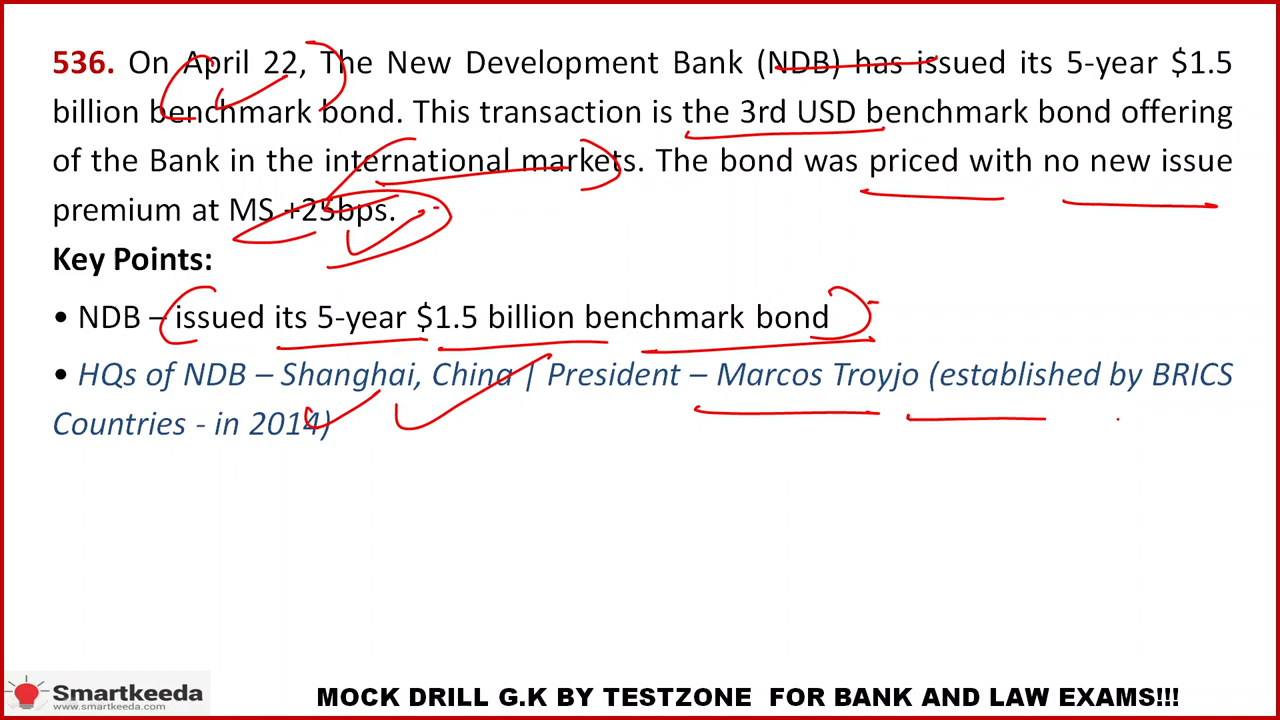 536. On April 22, The New Development Bank (NDB) has issued its 5-year $1.5
billion benchmark bond. This transaction is the 3rd USD benchmark bond offering
of the Bank in the international markets. The bond was priced with no new issue
premium at MS +25bps.
Key Points:
• NDB – issued its 5-year $1.5 billion benchmark bond
• HQs of NDB – Shanghai, China | President – Marcos Troyjo (established by BRICS
Countries - in 2014)
Smartkeeda
www.smartkeeda.com
MOCK DRILL G.K BY TESTZONE FOR BANK AND LAW EXAMS!!!